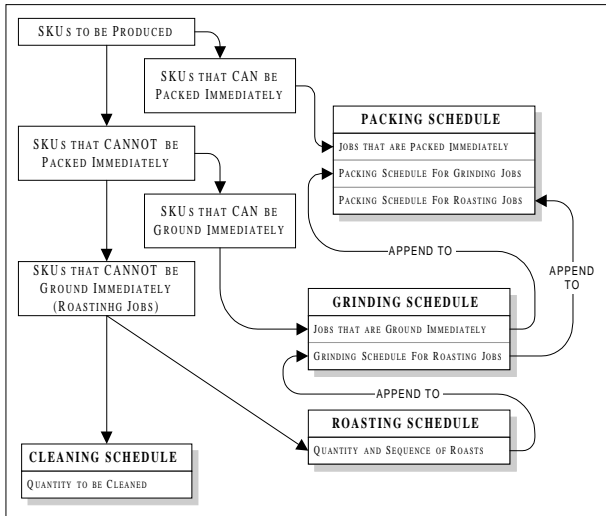 SKUs TO BE PRODUCED
SKUs THAT CAN BE
PACKED IMMEDIATELY
SKUs THAT CANNOT BE
PACKED IMMEDIATELY
SKUs THAT CAN BE
GROUND IMMEDIATELY
SKUs THAT CANNOT BE
GROUND IMMEDIATELY
(ROASTINHG JOBS)
PACKING SCHEDULE
JOBS THAT ARE PACKED IMMEDIATELY
PACKING SCHEDULE FOR GRINDING JOBS
PACKING SCHEDULE FOR ROASTING JOBS
APPEND TO
APPEND
TO
GRINDING SCHEDULE
JOBS THAT ARE GROUND IMMEDIATELY
GRINDING SCHEDULE FOR ROASTING JOBS
APPEND TO
ROASTING SCHEDULE
QUANTITY AND SEQUENCE OF ROASTS
CLEANING SCHEDULE
QUANTITY TO BE CLEANED